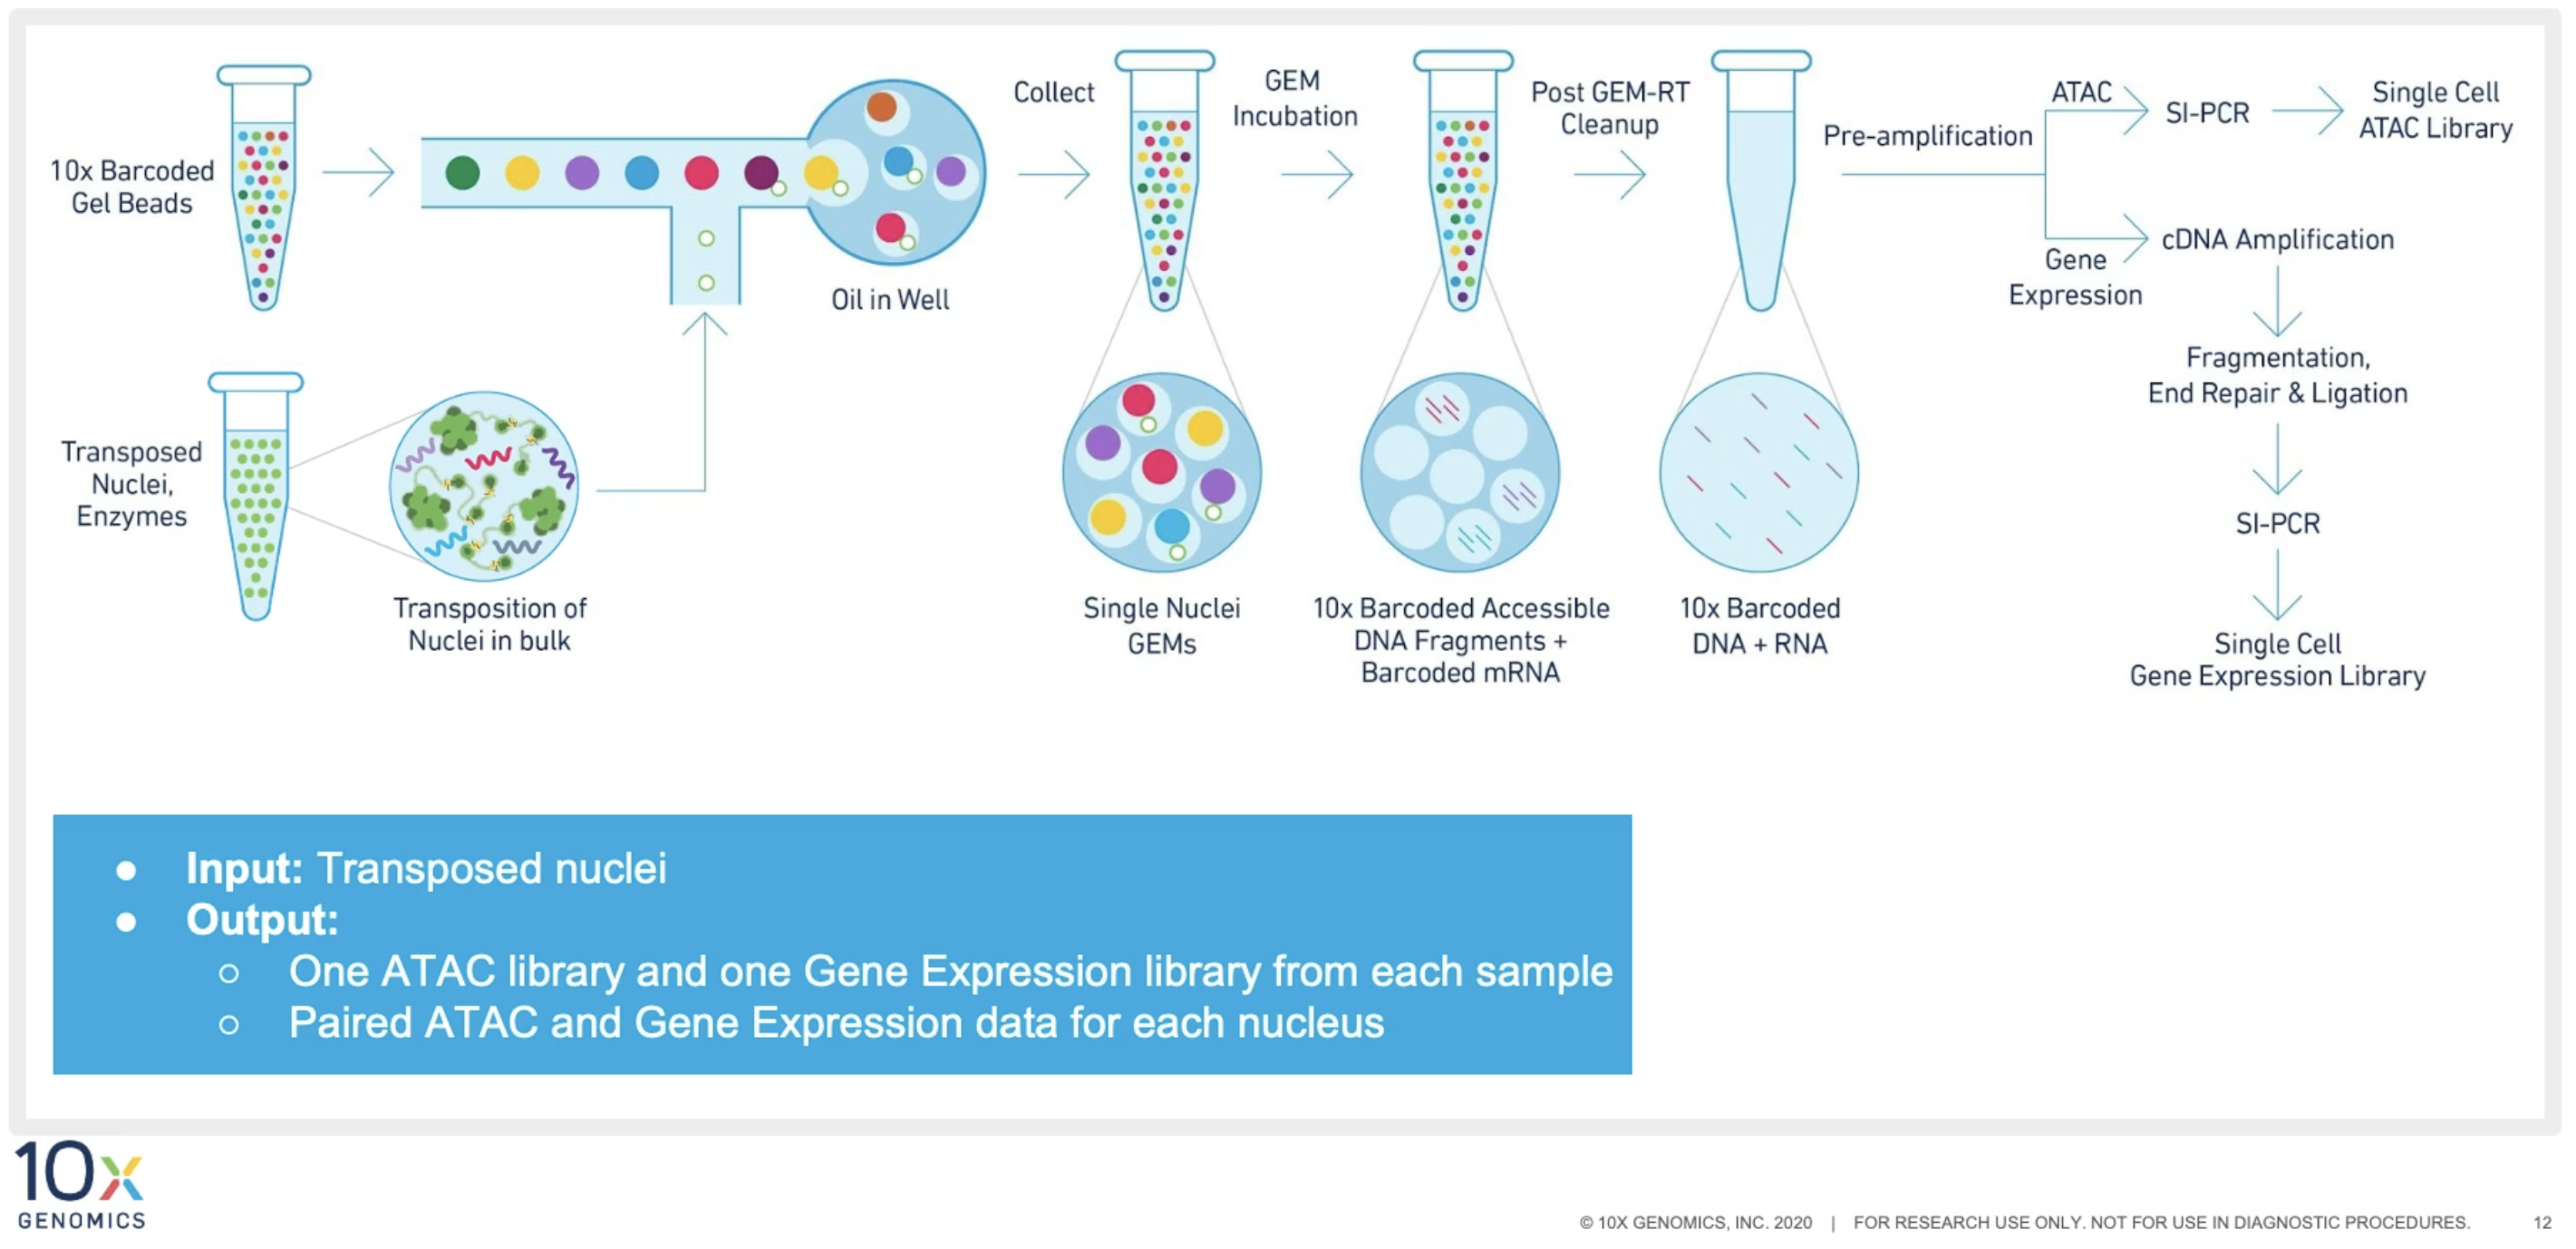 10x Barcoded
Gel Beads
Transposed
Nuclei,
Enzymes
Transposition of
Nuclei in bulk
Oil in Well
Collect
Single Nuclei
GEMs
GEM
Incubation
10x Barcoded Accessible
DNA Fragments +
Barcoded mRNA
Post GEM-RT
Cleanup
10x Barcoded
DNA + RNA
Pre-amplification
ATAC
SI-PCR
Single Cell
ATAC Library
Gene
Expression
cDNA Amplification
Fragmentation,
End Repair & Ligation
SI-PCR
Single Cell
Gene Expression Library
● Input: Transposed nuclei
● Output:
○ One ATAC library and one Gene Expression library from each sample
○ Paired ATAC and Gene Expression data for each nucleus
10x
GENOMICS
© 10X GENOMICS, INC. 2020 | FOR RESEARCH USE ONLY. NOT FOR USE IN DIAGNOSTIC PROCEDURES. 12